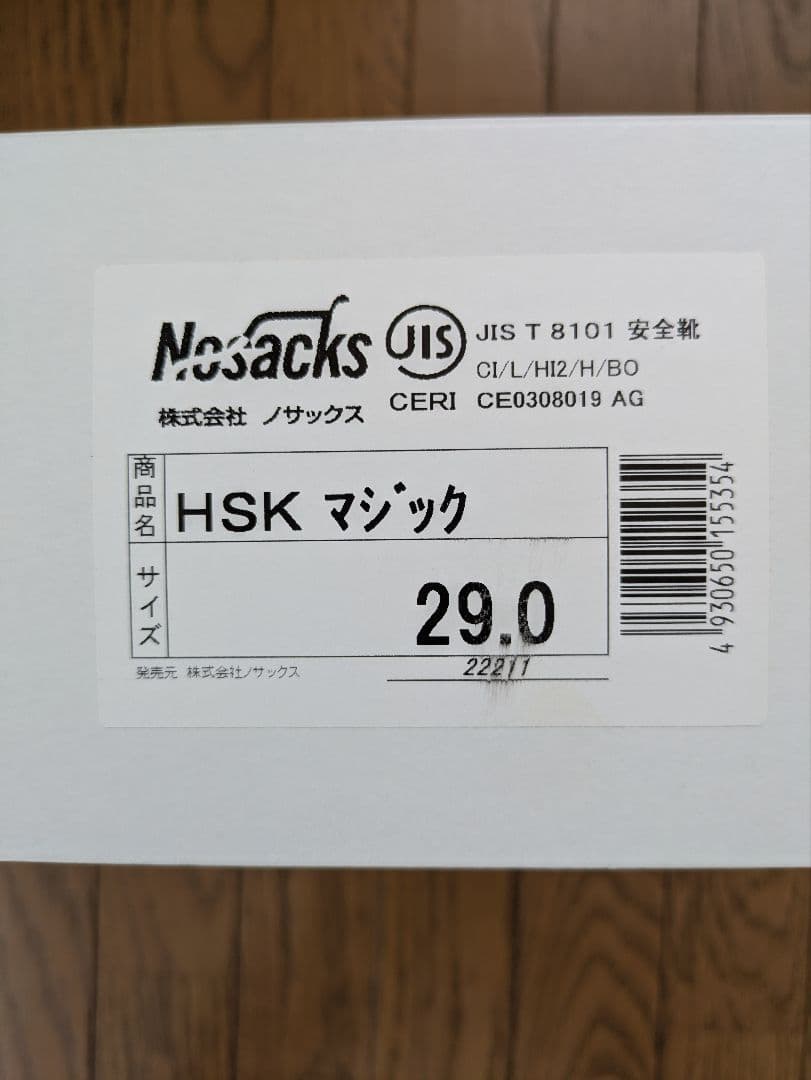 Nosacks
JIS
JIS T 8101 安全靴
CI/L/HI2/H/BO
CERI CE0308019 AG
株式会社 ノサックス
商品名 HSK マジック
サイズ 29.0
発売元 株式会社ノサックス
22211
4930650155354